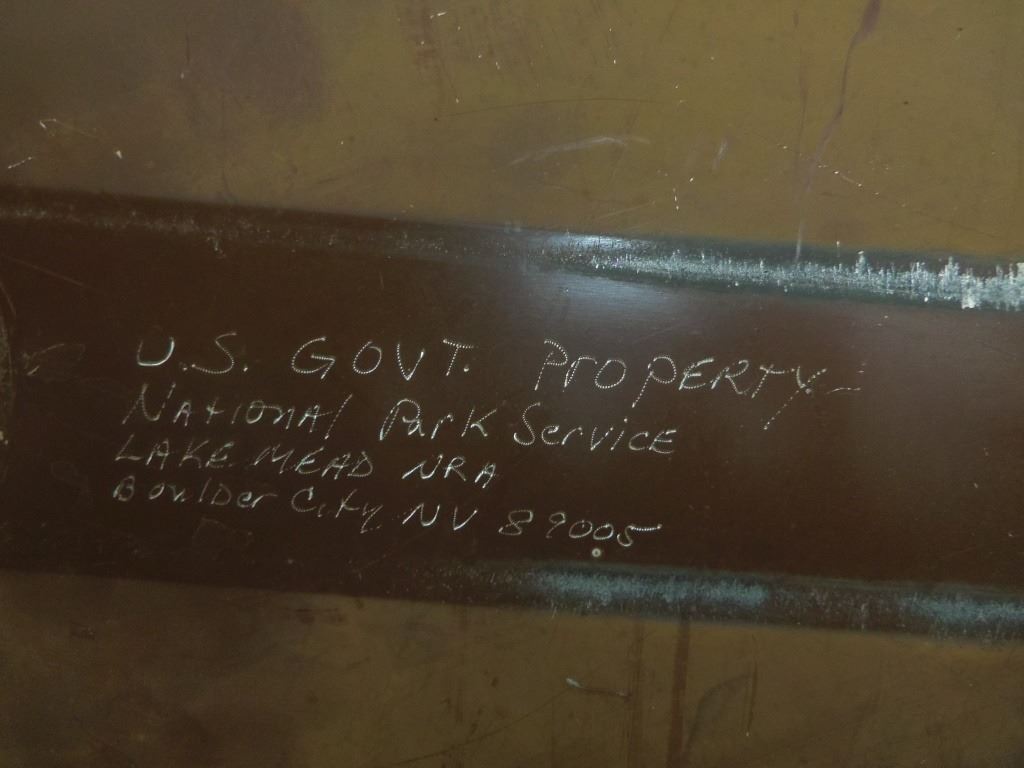 U.S. GOVT. PROPERTY
National Park Service
LAKE MEAD NRA
Boulder City, NV 89005